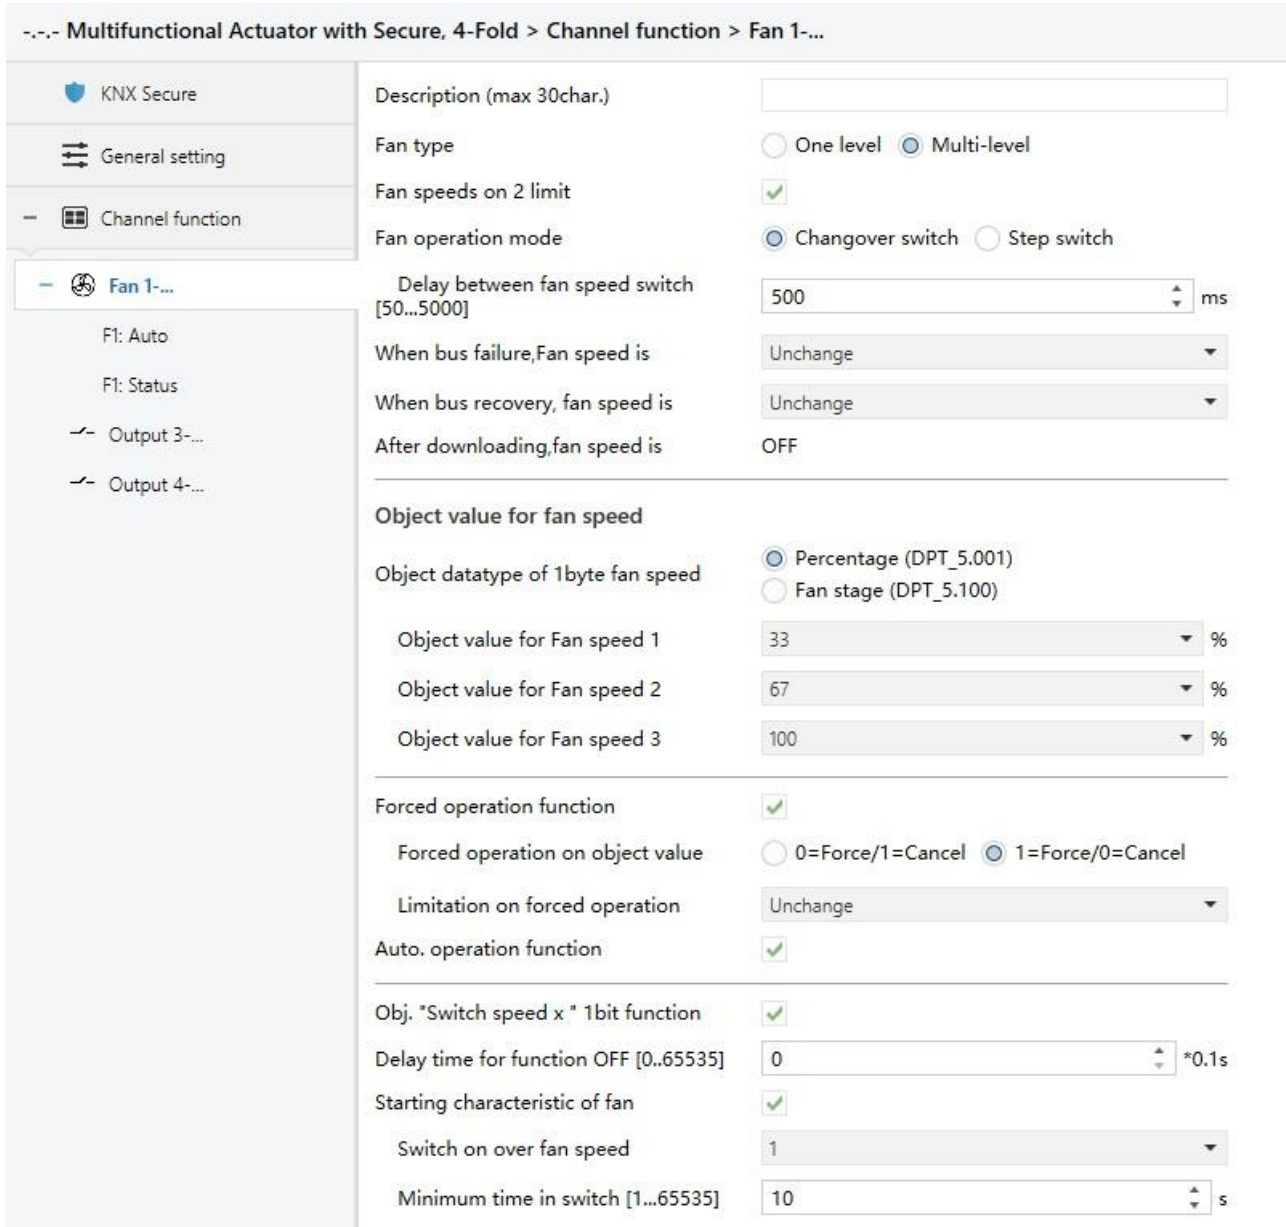 -.-.- Multifunctional Actuator with Secure, 4-Fold > Channel function > Fan 1-...
KNX Secure
General setting
Channel function
Fan 1-...
F1: Auto
F1: Status
Output 3-...
Output 4-...
Description (max 30char.)
Fan type One level Multi-level
Fan speeds on 2 limit
Fan operation mode Changover switch Step switch
Delay between fan speed switch
[50...5000] 500 ms
When bus failure,Fan speed is Unchange
When bus recovery, fan speed is Unchange
After downloading,fan speed is OFF
Object value for fan speed
Object datatype of 1byte fan speed Percentage (DPT_5.001)
Fan stage (DPT_5.100)
Object value for Fan speed 1 33 %
Object value for Fan speed 2 67 %
Object value for Fan speed 3 100 %
Forced operation function
Forced operation on object value 0=Force/1=Cancel 1=Force/0=Cancel
Limitation on forced operation Unchange
Auto. operation function
Obj. "Switch speed x " 1bit function
Delay time for function OFF [0..65535] 0 *0.1s
Starting characteristic of fan
Switch on over fan speed 1
Minimum time in switch [1...65535] 10 s